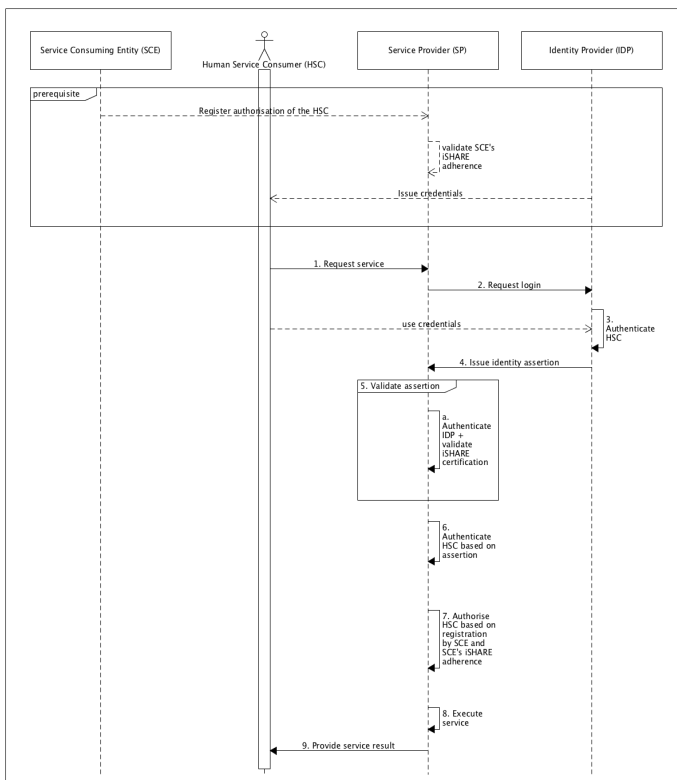 Service Consuming Entity (SCE)
Human Service Consumer (HSC)
Service Provider (SP)
Identity Provider (IDP)
prerequisite
Register authorisation of the HSC
validate SCE's
iSHARE
adherence
Issue credentials
1. Request service
2. Request login
3.
Authenticate
HSC
use credentials
4. Issue identity assertion
5. Validate assertion
a.
Authenticate
IDP +
validate
iSHARE
certification
6.
Authenticate
HSC based on
assertion
7. Authorise
HSC based on
registration
by SCE and
SCE's iSHARE
adherence
8. Execute
service
9. Provide service result